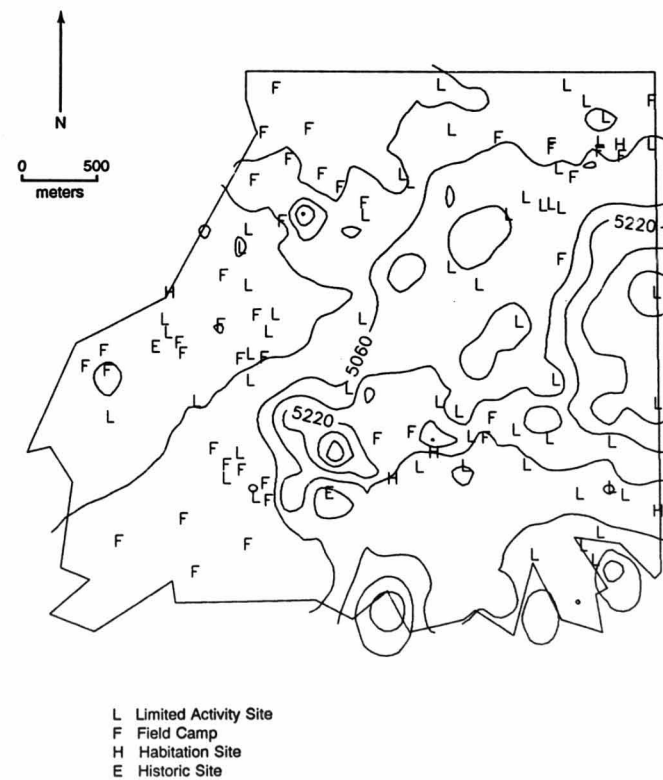 N
0 500
meters
F L L
L F
L
F F L
F
F L H L
F F F
F L L
F F
F L
F L
L L L
L L
F
5220
L
L
F
L
F
L L
H L
F L
L F L L
L L
E F F
F F L F
F F
L L
5060
L
L L L
L L
5220
F
F F L F L
L L
F L H
F F L L
L H
F E L L L
L F
H
F F
L
F F L
L L
F
L Limited Activity Site
F Field Camp
H Habitation Site
E Historic Site